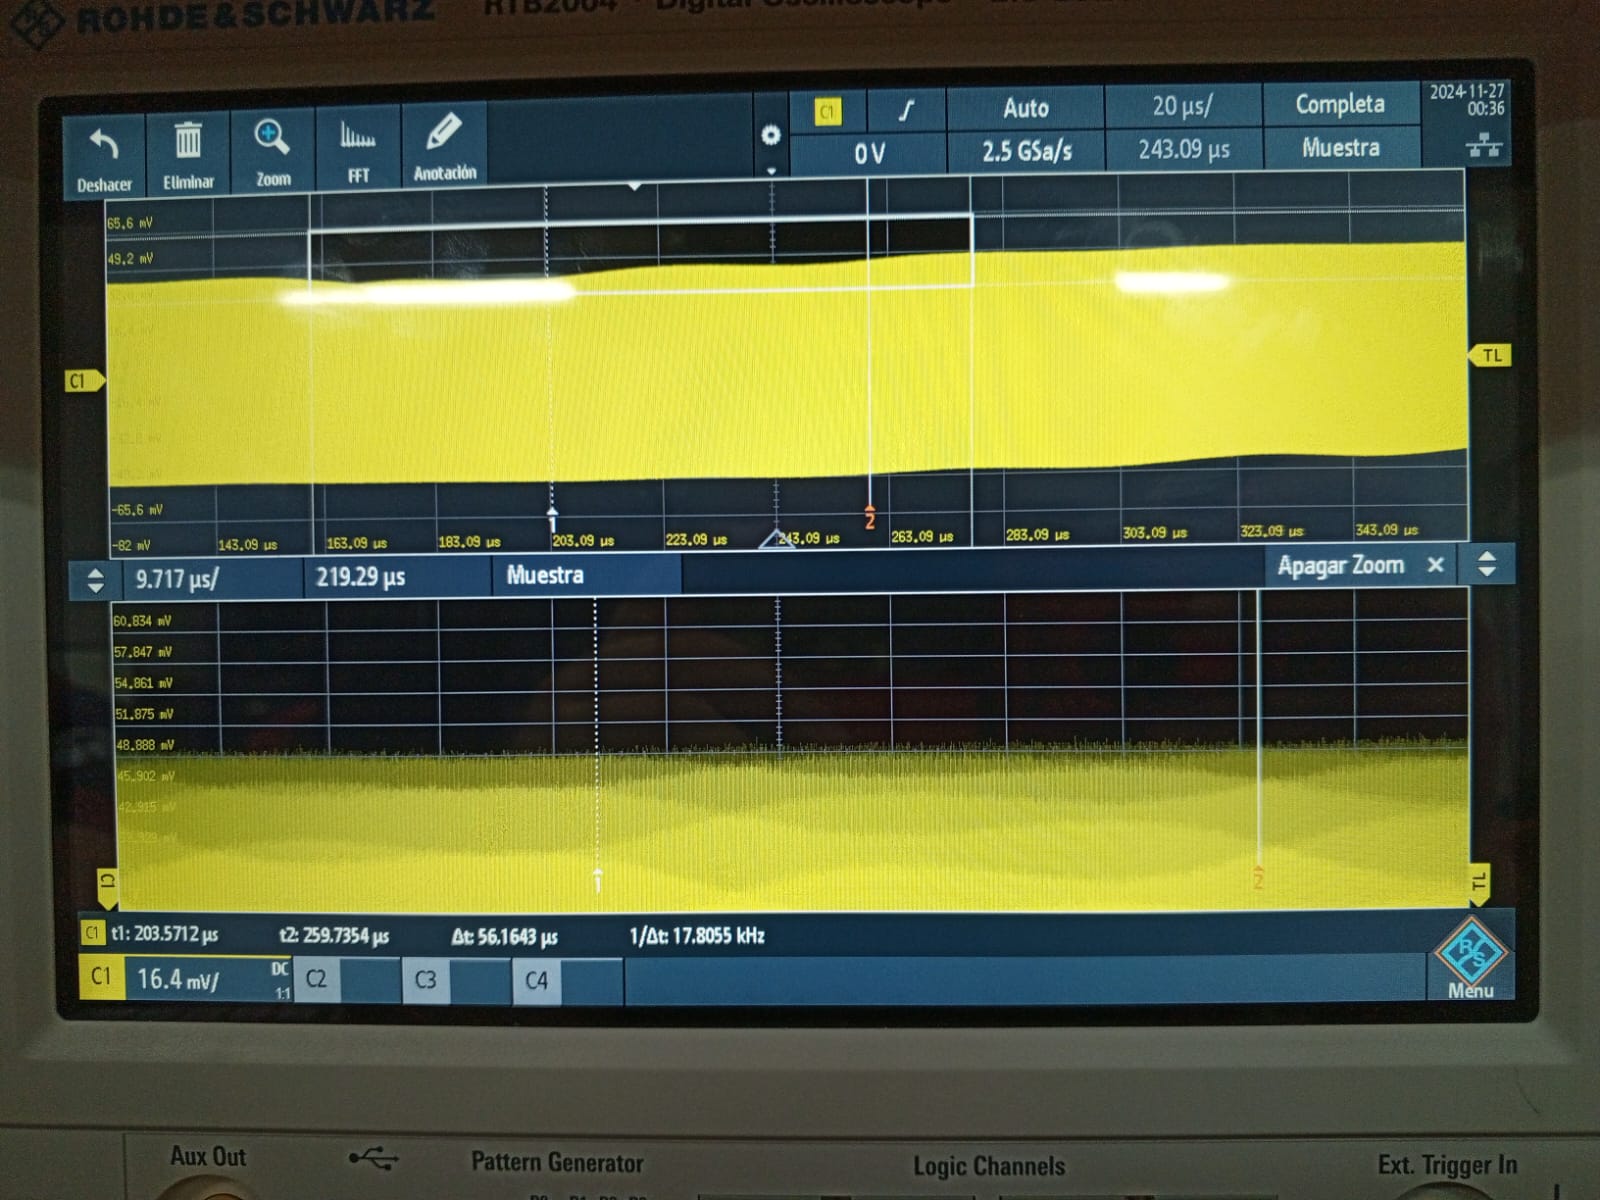 ROHDE & SCHWARZ RTB2004 · Digital Oscilloscope
Deshacer Eliminar Zoom FFT Anotación
C1 Auto 20 µs/ Completa 2024-11-27
0 V 2.5 GSa/s 243.09 µs Muestra 00:36
65.6 mV
49.2 mV
C1
TL
-65.6 mV
1 2
-82 mV 143.09 µs 163.09 µs 183.09 µs 203.09 µs 223.09 µs 243.09 µs 263.09 µs 283.09 µs 303.09 µs 323.09 µs 343.09 µs
9.717 µs/ 219.29 µs Muestra Apagar Zoom ×
60.834 mV
57.847 mV
54.861 mV
51.875 mV
48.888 mV
45.902 mV
42.915 mV
C1 1 2 TL
C1 t1: 203.5712 µs t2: 259.7354 µs Δt: 56.1643 µs 1/Δt: 17.8055 kHz
C1 16.4 mV/ DC 1:1 C2 C3 C4
R S
Menu
Aux Out Pattern Generator Logic Channels Ext. Trigger In